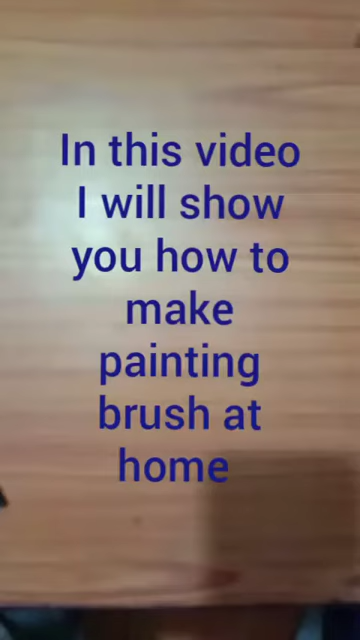 In this video
I will show
you how to
make
painting
brush at
home